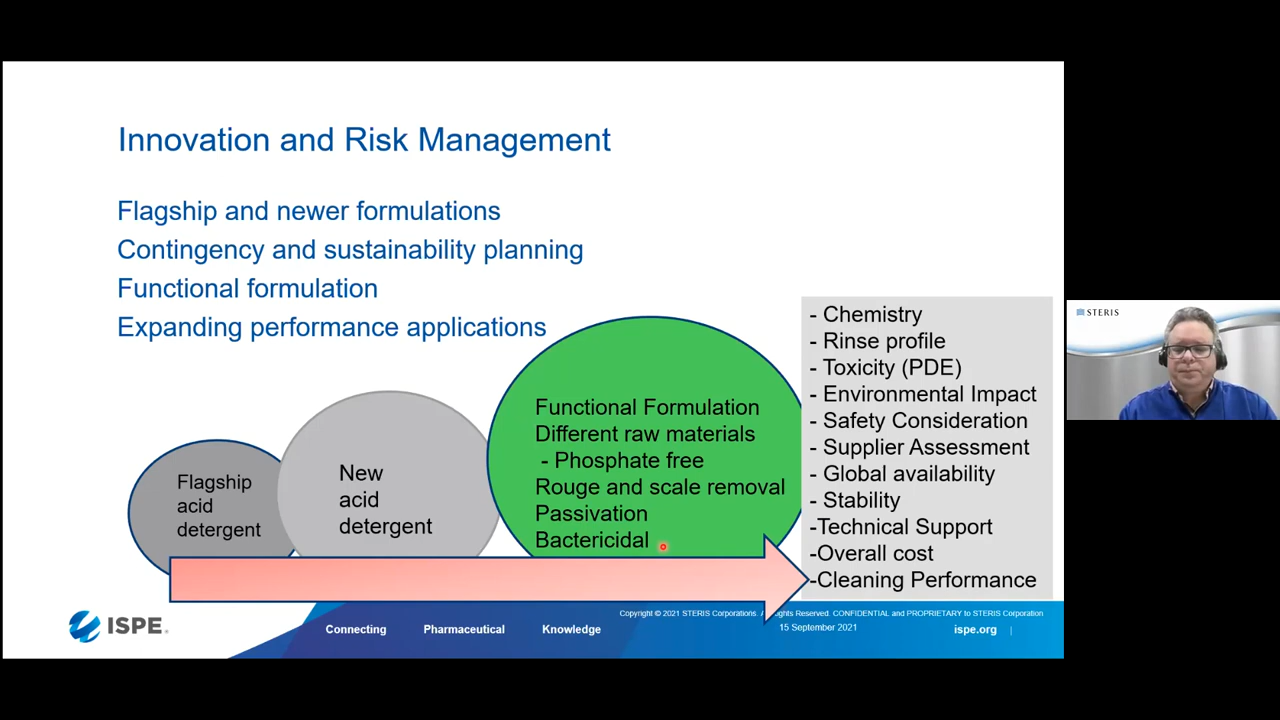 Innovation and Risk Management
Flagship and newer formulations
Contingency and sustainability planning
Functional formulation
Expanding performance applications
Flagship
acid
detergent
New
acid
detergent
Functional Formulation
Different raw materials
- Phosphate free
Rouge and scale removal
Passivation
Bactericidal
- Chemistry
- Rinse profile
- Toxicity (PDE)
- Environmental Impact
- Safety Consideration
- Supplier Assessment
- Global availability
- Stability
-Technical Support
-Overall cost
-Cleaning Performance
STERIS
ISPE
Connecting Pharmaceutical Knowledge
Copyright © 2021 STERIS Corporations. Reserved. CONFIDENTIAL and PROPRIETARY to STERIS Corporation
15 September 2021
ispe.org |